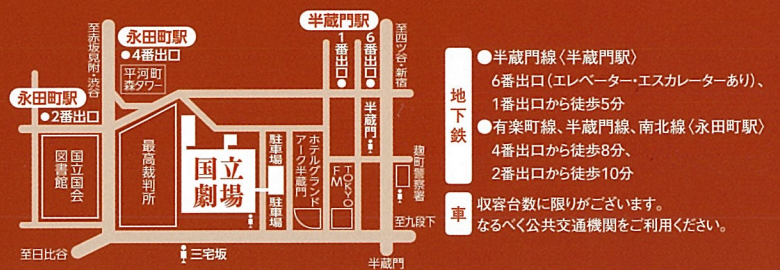 半蔵門駅
1番出口
6番出口
至四ツ谷・新宿
至赤坂見附・渋谷
永田町駅
4番出口
平河町
森タワー
永田町駅
2番出口
半蔵門
国立国会
図書館
最高裁判所
国立
劇場
駐車場
駐車場
ホテルグランド
アーク半蔵門
TOKYO
FM
麹町警察署
至九段下
至日比谷
三宅坂
半蔵門
地下鉄
●半蔵門線〈半蔵門駅〉
6番出口(エレベーター・エスカレーターあり)、
1番出口から徒歩5分
●有楽町線、半蔵門線、南北線〈永田町駅〉
4番出口から徒歩8分、
2番出口から徒歩10分
車
収容台数に限りがございます。
なるべく公共交通機関をご利用ください。